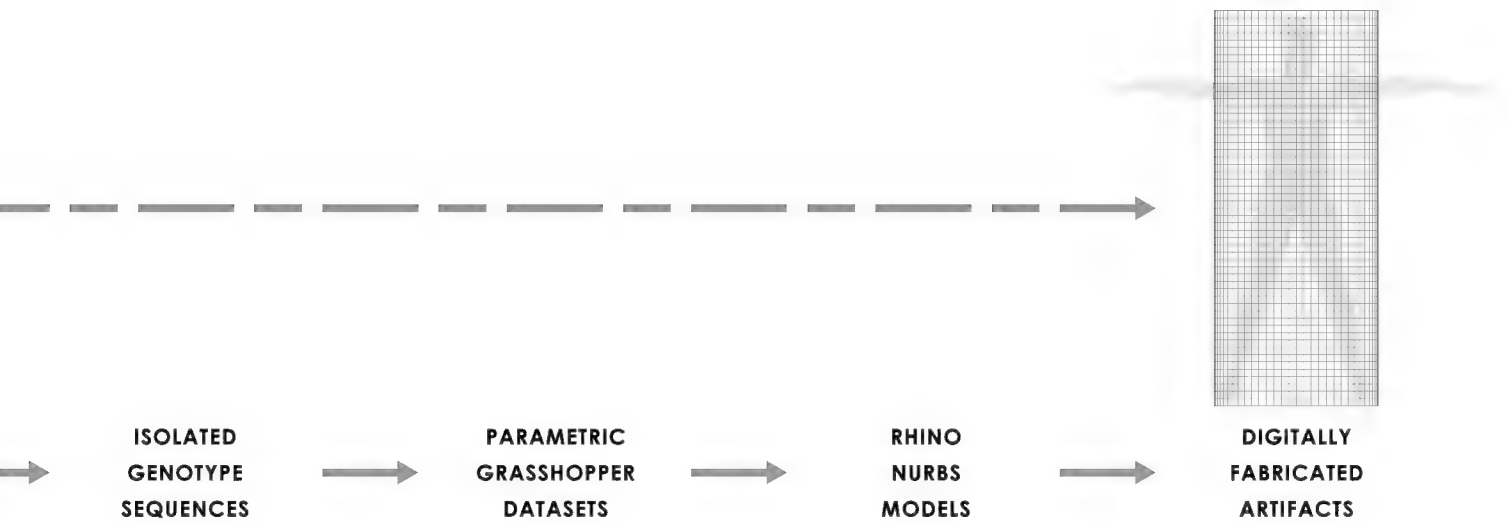 ISOLATED
GENOTYPE
SEQUENCES
PARAMETRIC
GRASSHOPPER
DATASETS
RHINO
NURBS
MODELS
DIGITALLY
FABRICATED
ARTIFACTS